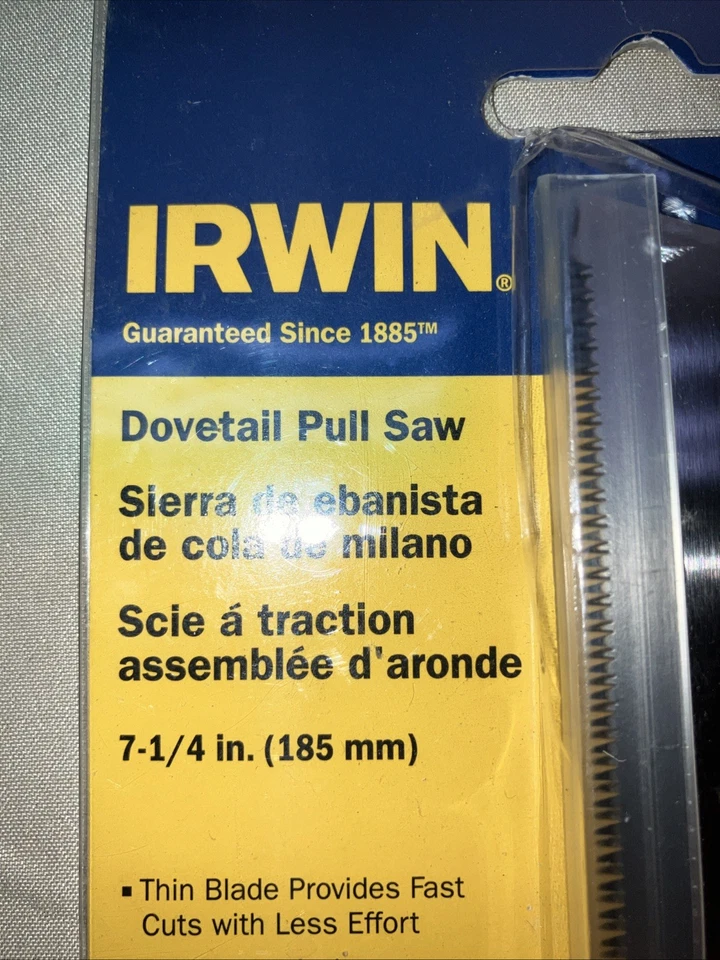 IRWIN®
Guaranteed Since 1885™
Dovetail Pull Saw
Sierra de ebanista
de cola de milano
Scie á traction
assemblée d'aronde
7-1/4 in. (185 mm)
▪ Thin Blade Provides Fast
Cuts with Less Effort